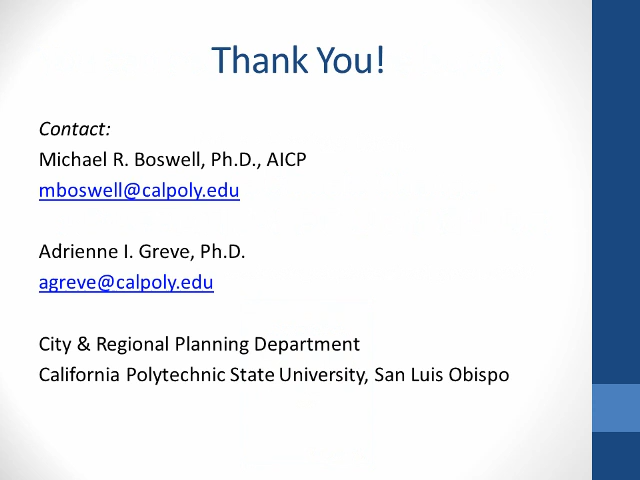 Thank You!
Contact:
Michael R. Boswell, Ph.D., AICP
mboswell@calpoly.edu
Adrienne I. Greve, Ph.D.
agreve@calpoly.edu
City & Regional Planning Department
California Polytechnic State University, San Luis Obispo